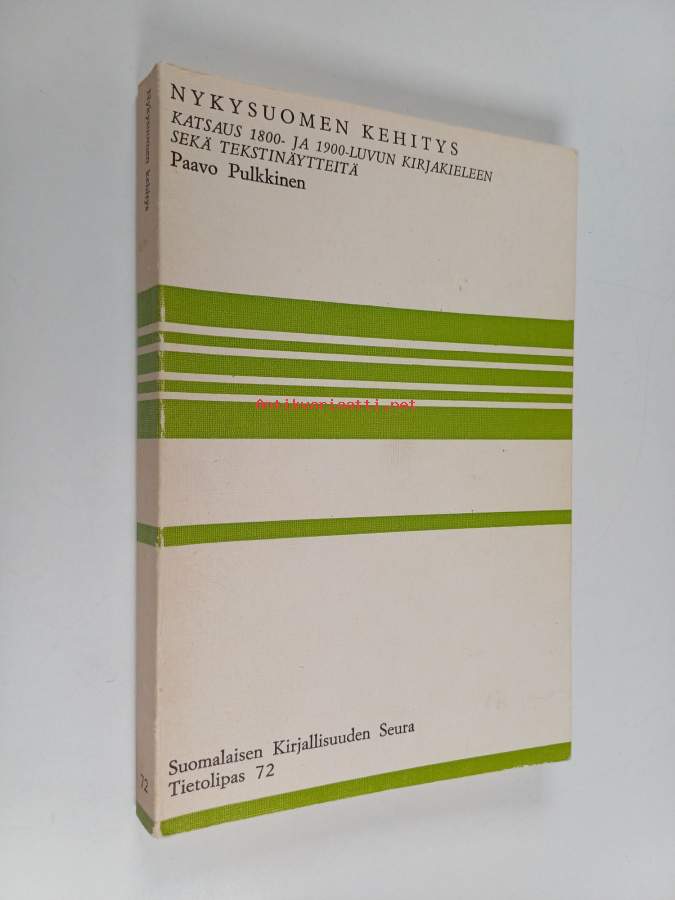 NYKYSUOMEN KEHITYS
KATSAUS 1800- JA 1900-LUVUN KIRJAKIELEEN
SEKÄ TEKSTINÄYTTEITÄ
Paavo Pulkkinen
Nykysuomen kehitys
Antikvariaatti.net
Suomalaisen Kirjallisuuden Seura
Tietolipas 72
72